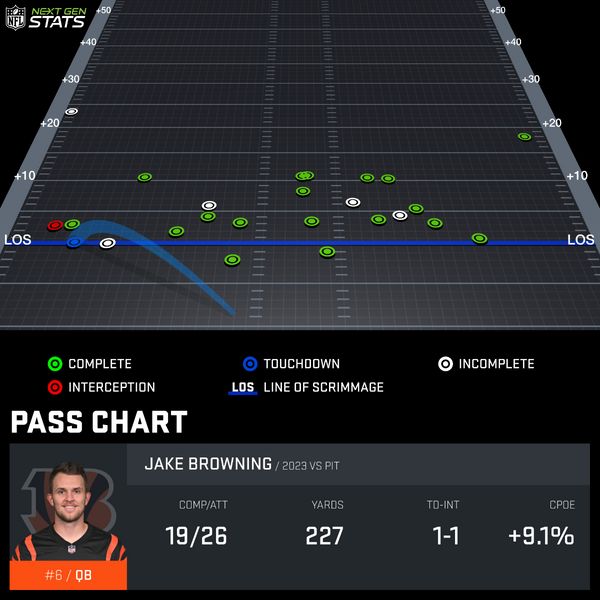 NFL NEXT GEN STATS
+50 +50
+40 +40
+30 +30
+20 +20
+10 +10
LOS LOS
COMPLETE TOUCHDOWN INCOMPLETE
INTERCEPTION LOS LINE OF SCRIMMAGE
PASS CHART
JAKE BROWNING / 2023 VS PIT
COMP/ATT YARDS TD-INT CPOE
19/26 227 1-1 +9.1%
#6 / QB